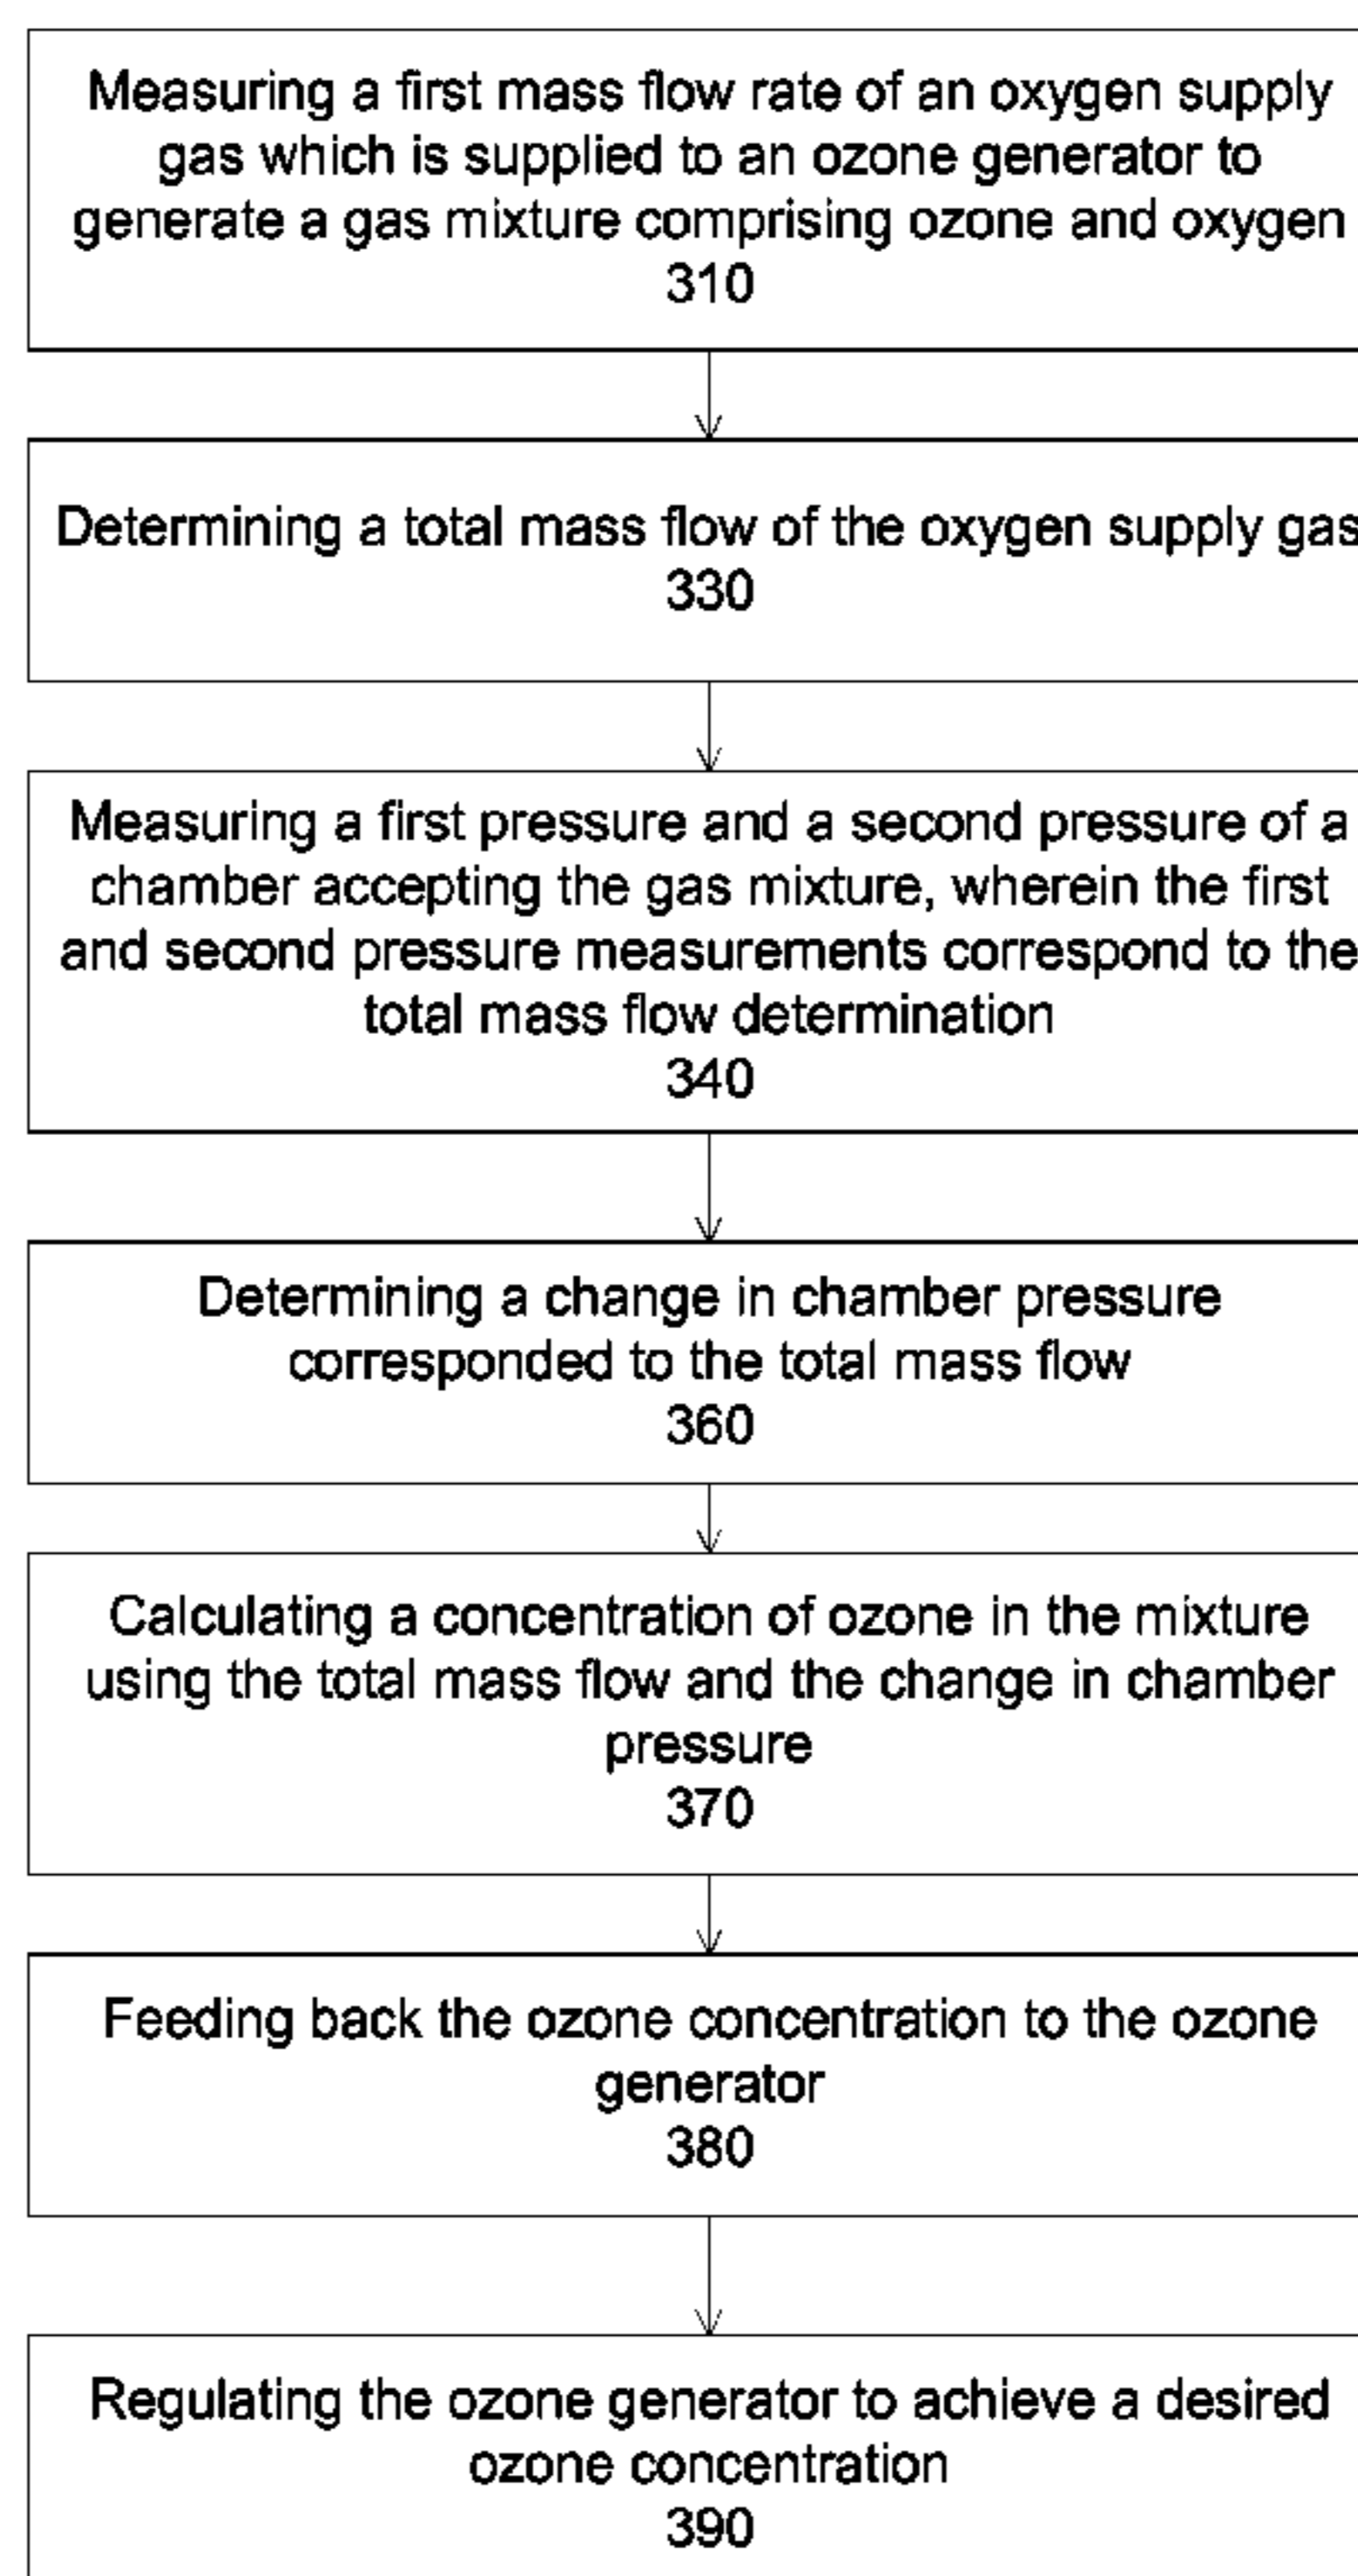 Measuring a first mass flow rate of an oxygen supply
gas which is supplied to an ozone generator to
generate a gas mixture comprising ozone and oxygen
310
Determining a total mass flow of the oxygen supply gas
330
Measuring a first pressure and a second pressure of a
chamber accepting the gas mixture, wherein the first
and second pressure measurements correspond to the
total mass flow determination
340
Determining a change in chamber pressure
corresponded to the total mass flow
360
Calculating a concentration of ozone in the mixture
using the total mass flow and the change in chamber
pressure
370
Feeding back the ozone concentration to the ozone
generator
380
Regulating the ozone generator to achieve a desired
ozone concentration
390